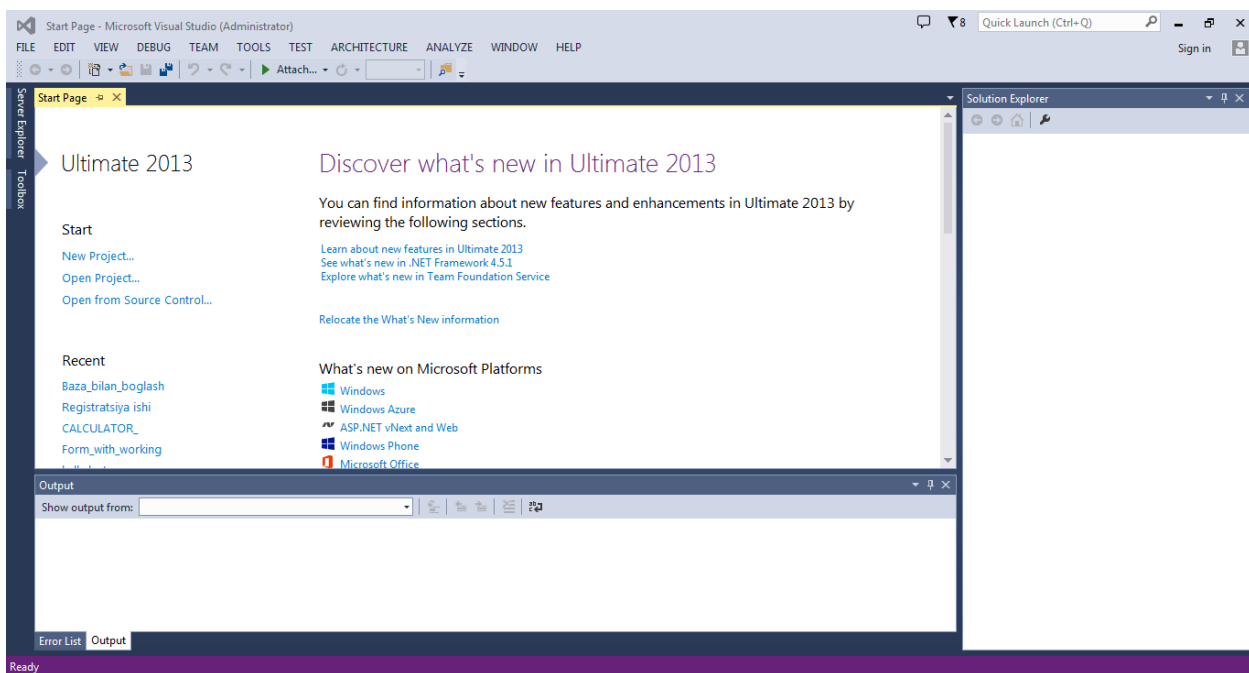 Start Page - Microsoft Visual Studio (Administrator)
8
Quick Launch (Ctrl+Q)
FILE EDIT VIEW DEBUG TEAM TOOLS TEST ARCHITECTURE ANALYZE WINDOW HELP
Sign in
Attach...
Server Explorer
Toolbox
Start Page
Ultimate 2013
Start
New Project...
Open Project...
Open from Source Control...
Recent
Baza_bilan_boglash
Registratsiya ishi
CALCULATOR_
Form_with_working
Discover what's new in Ultimate 2013
You can find information about new features and enhancements in Ultimate 2013 by
reviewing the following sections.
Learn about new features in Ultimate 2013
See what's new in .NET Framework 4.5.1
Explore what's new in Team Foundation Service
Relocate the What's New information
What's new on Microsoft Platforms
Windows
Windows Azure
ASP.NET vNext and Web
Windows Phone
Microsoft Office
Solution Explorer
Output
Show output from:
Error List Output
Ready